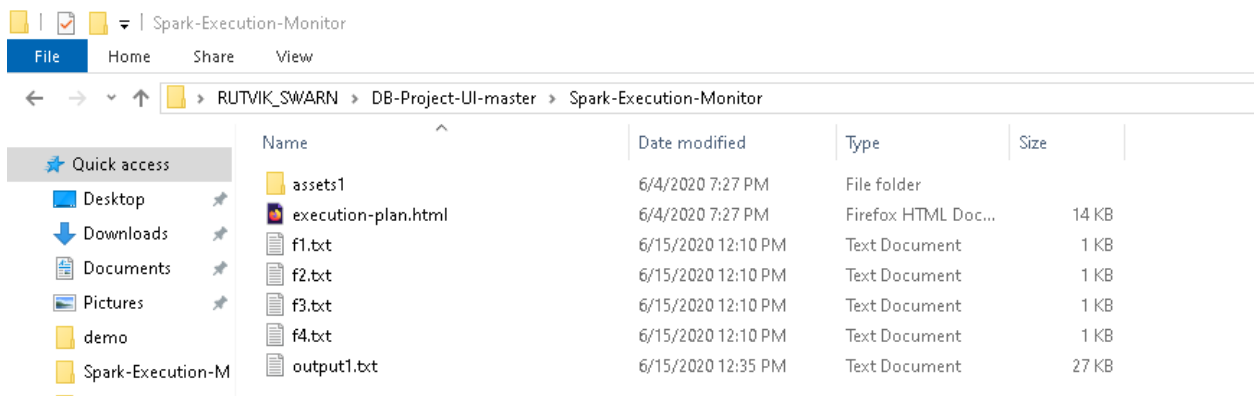 Spark-Execution-Monitor
File Home Share View
RUTVIK_SWARN > DB-Project-UI-master > Spark-Execution-Monitor
Name Date modified Type Size
Quick access
Desktop
Downloads
Documents
Pictures
demo
Spark-Execution-M
assets1 6/4/2020 7:27 PM File folder
execution-plan.html 6/4/2020 7:27 PM Firefox HTML Doc... 14 KB
f1.txt 6/15/2020 12:10 PM Text Document 1 KB
f2.txt 6/15/2020 12:10 PM Text Document 1 KB
f3.txt 6/15/2020 12:10 PM Text Document 1 KB
f4.txt 6/15/2020 12:10 PM Text Document 1 KB
output1.txt 6/15/2020 12:35 PM Text Document 27 KB